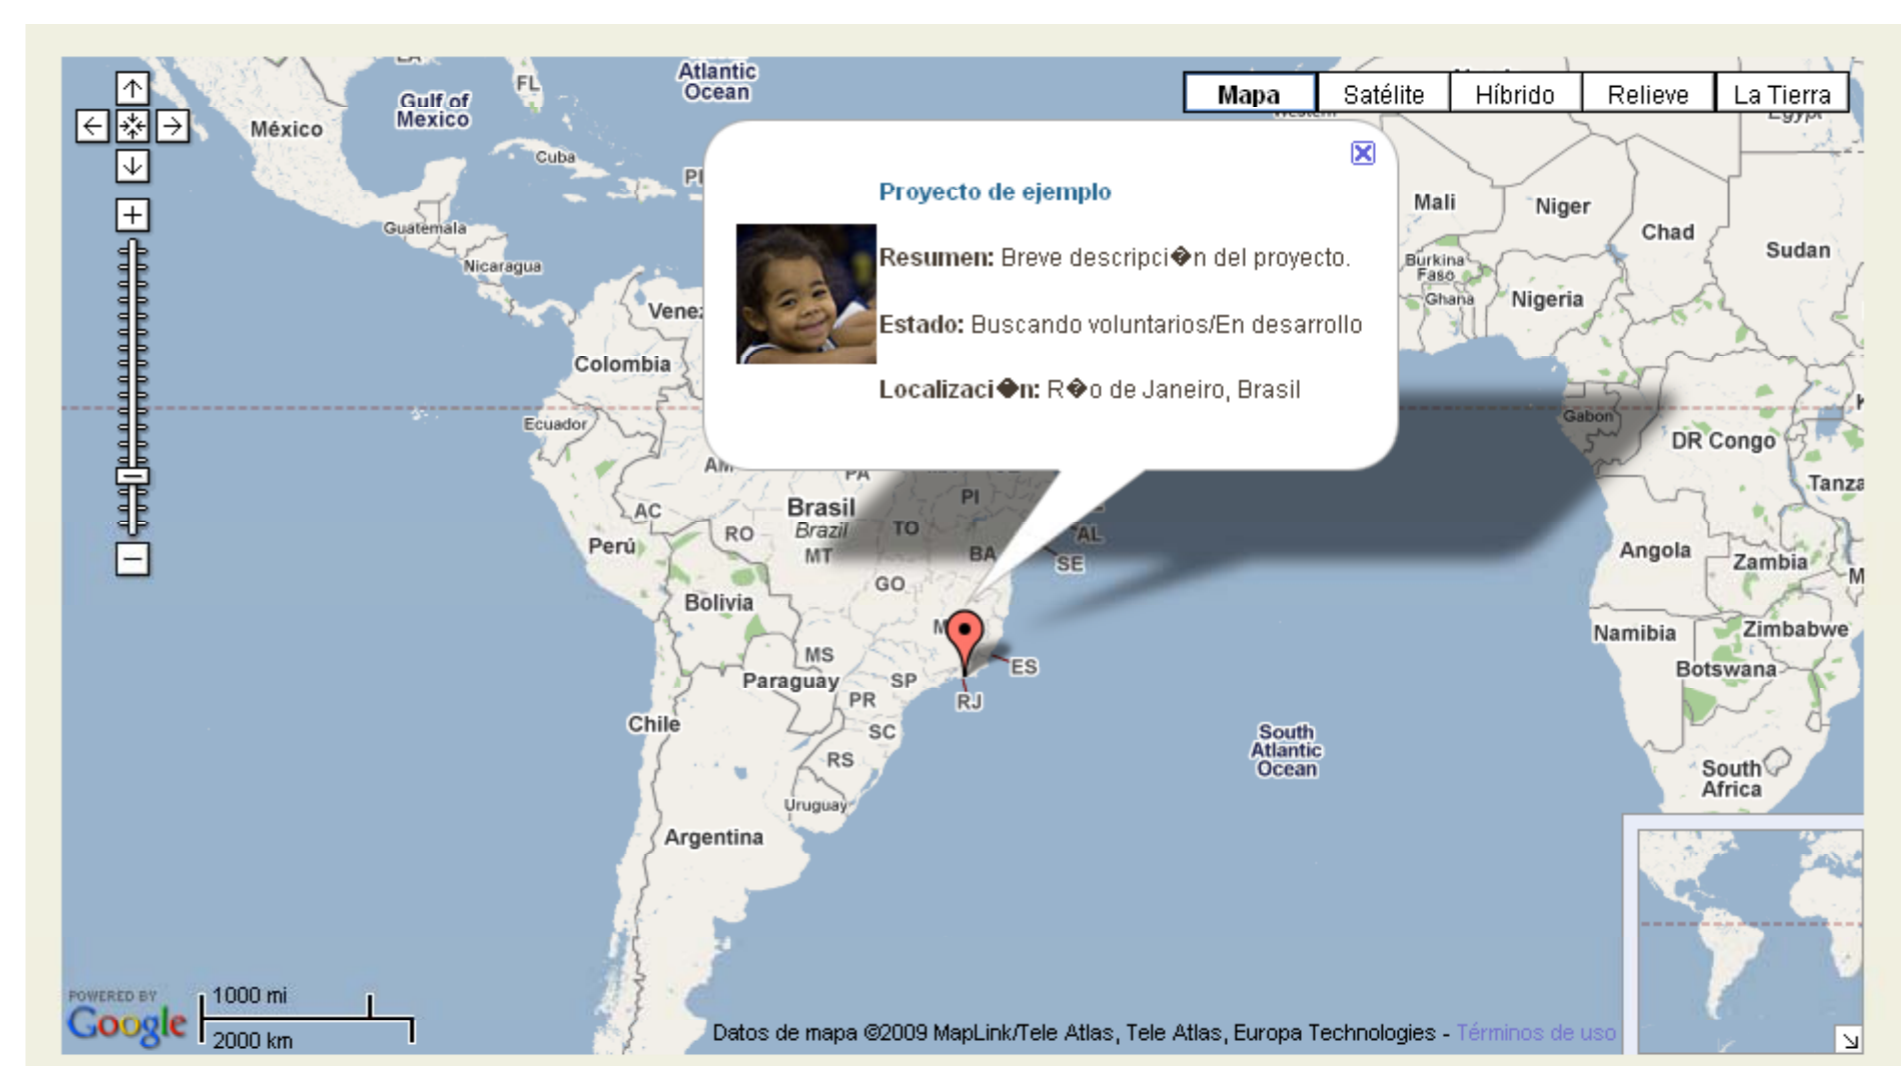 Atlantic
Ocean
FL
Gulf of
Mexico
México
Cuba
Guatemala
Nicaragua
Mapa
Satélite
Híbrido
Relieve
La Tierra
Proyecto de ejemplo
Resumen: Breve descripci�n del proyecto.
Estado: Buscando voluntarios/En desarrollo
Localizaci�n: R�o de Janeiro, Brasil
Mali
Niger
Chad
Sudan
Burkina
Faso
Ghana
Nigeria
Colombia
Ecuador
Gabon
DR Congo
PA
PI
AC
Brasil
Brazil
RO
TO
AL
Perú
MT
BA
SE
GO
Angola
Zambia
Bolivia
Namibia
Zimbabwe
MS
ES
Botswana
Paraguay
SP
PR
RJ
Chile
SC
South
Atlantic
Ocean
RS
South
Africa
Uruguay
Argentina
POWERED BY
Google
1000 mi
2000 km
Datos de mapa ©2009 MapLink/Tele Atlas, Tele Atlas, Europa Technologies - Términos de uso